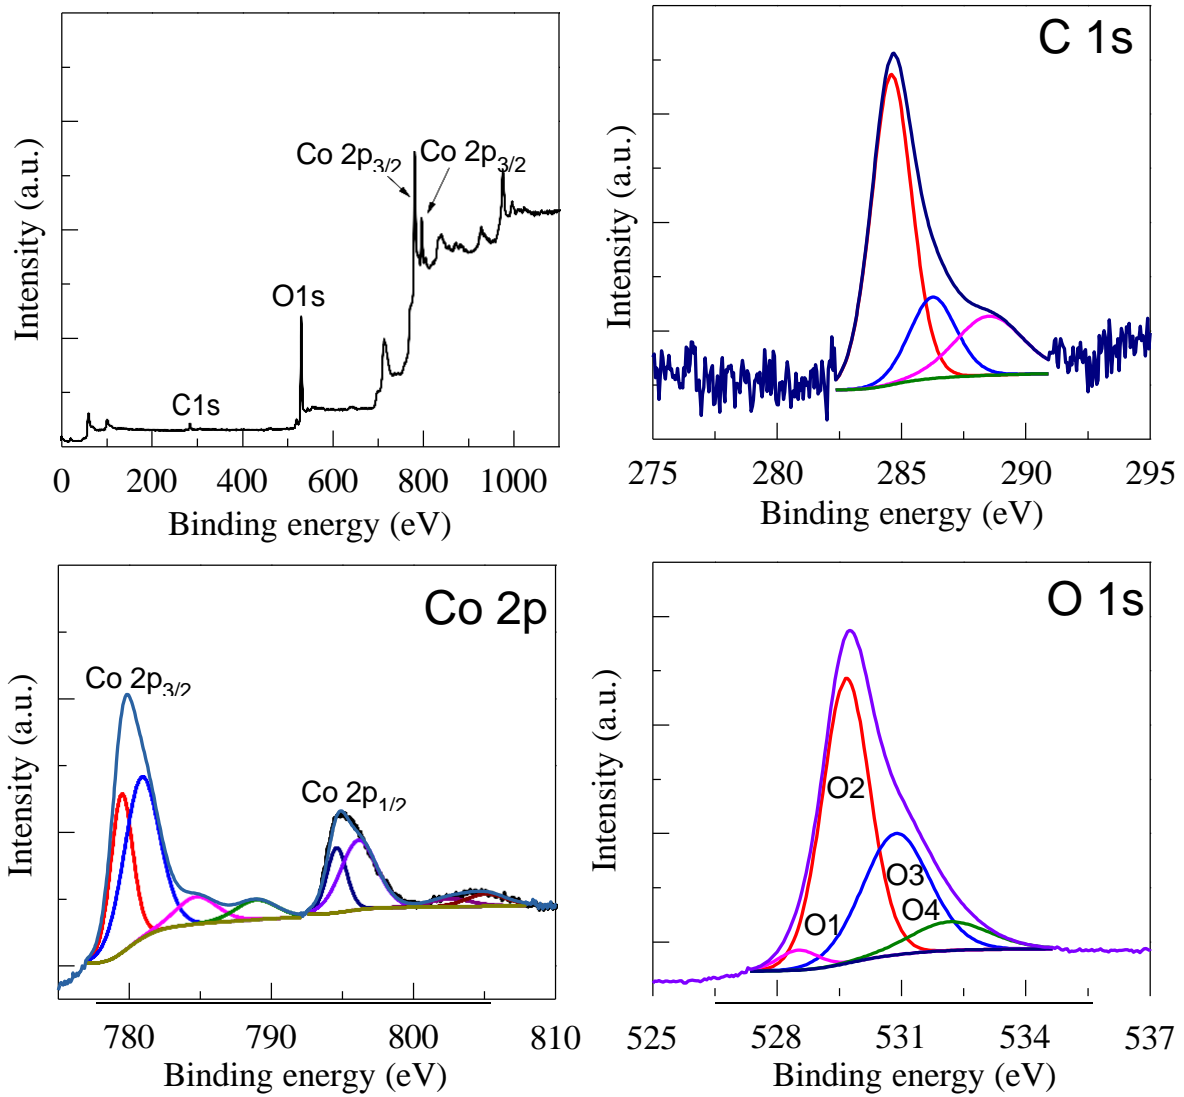 Intensity (a.u.)
Co 2p3/2
Co 2p3/2
O1s
C1s
0 200 400 600 800 1000
Binding energy (eV)
C 1s
Intensity (a.u.)
275 280 285 290 295
Binding energy (eV)
Co 2p
Intensity (a.u.)
Co 2p3/2
Co 2p1/2
780 790 800 810
Binding energy (eV)
O 1s
Intensity (a.u.)
O2
O3
O4
O1
525 528 531 534 537
Binding energy (eV)